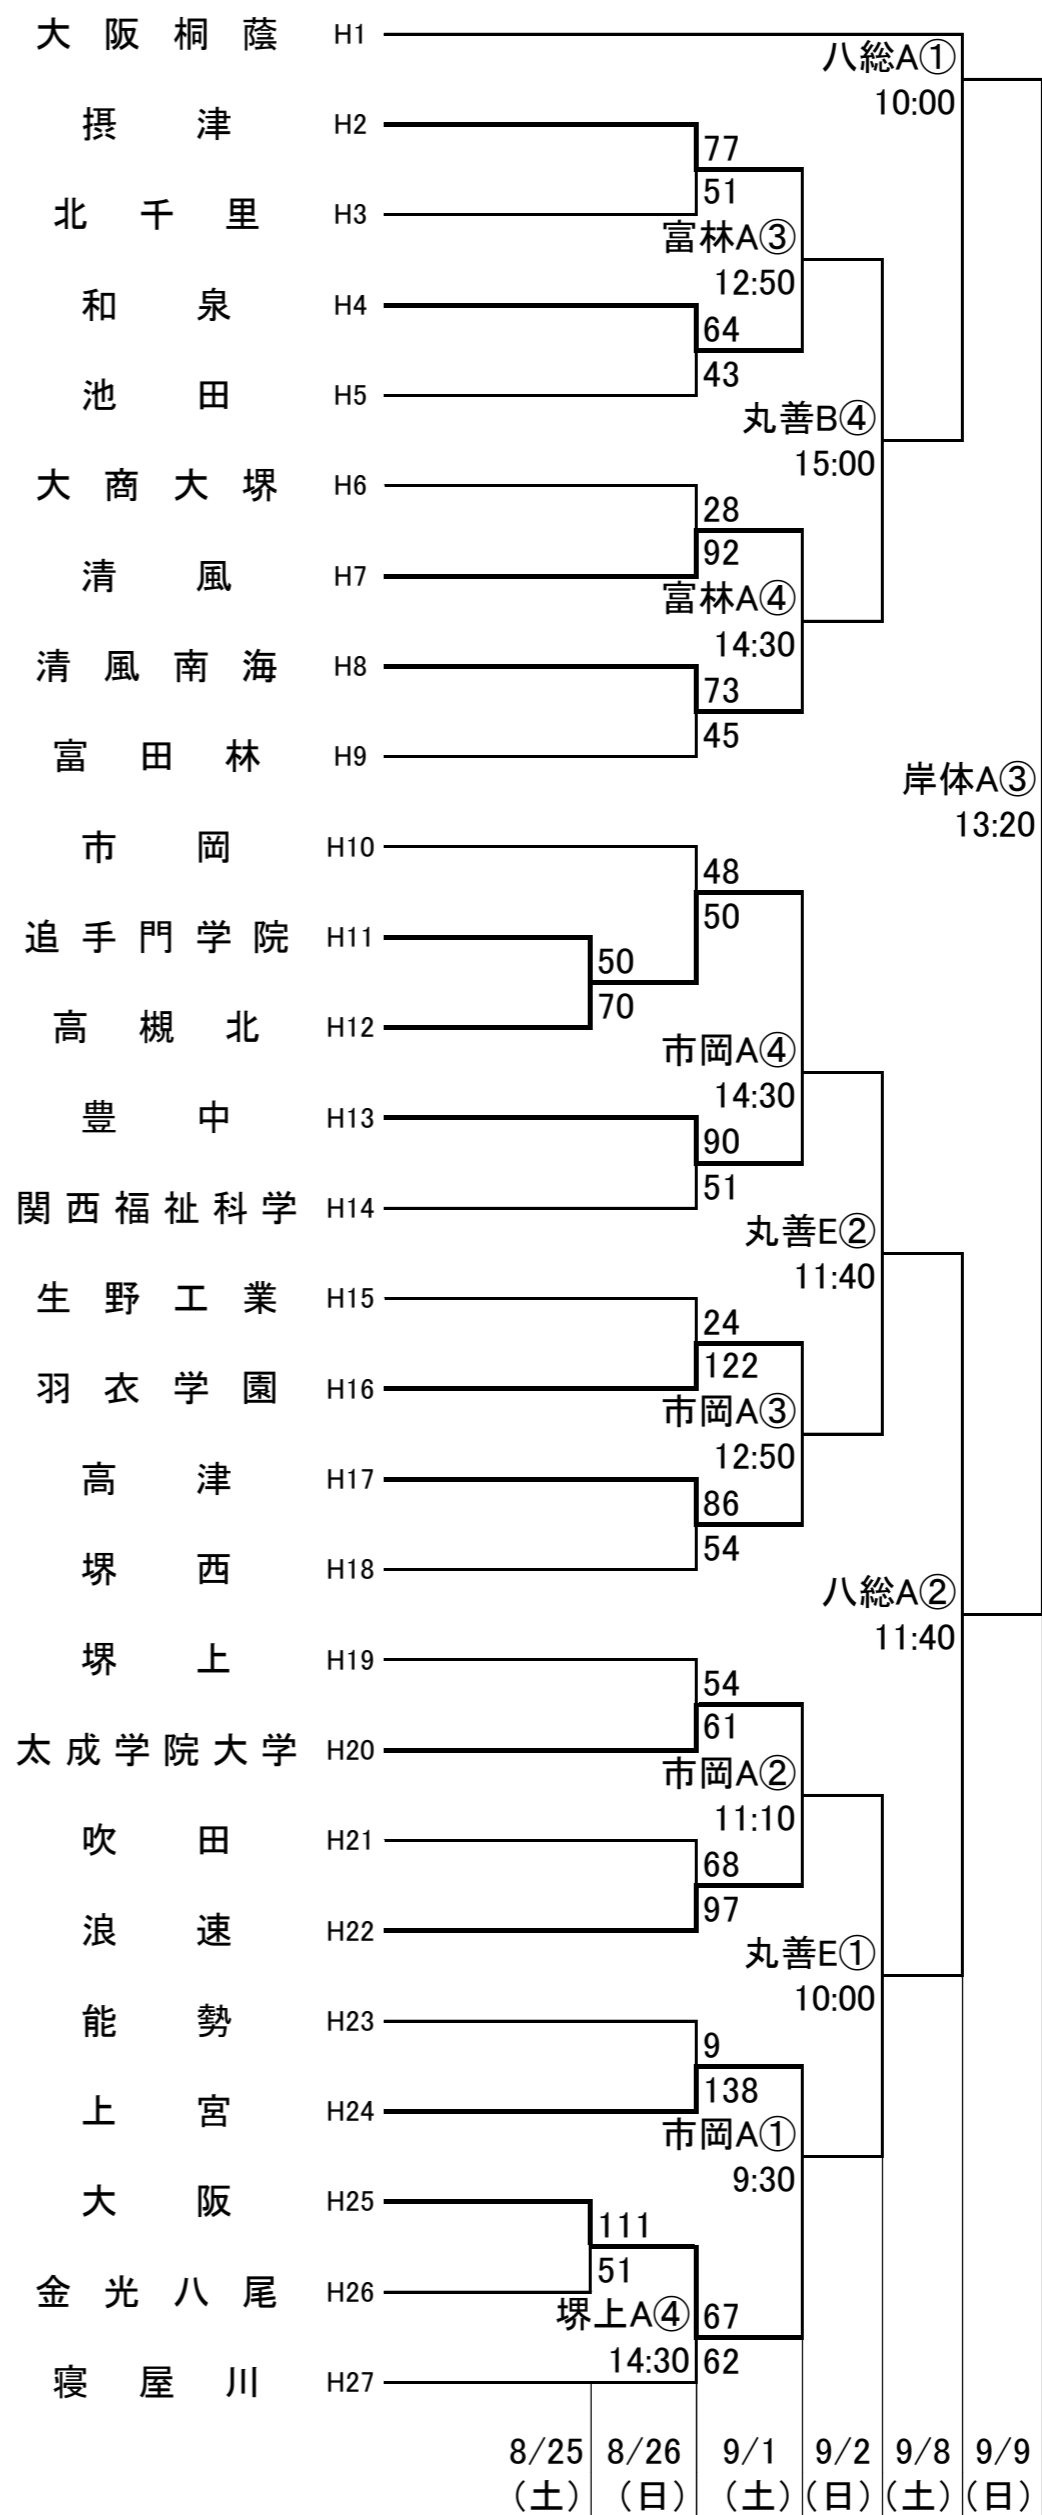 大阪桐蔭 H1
八総A①
10:00
摂津 H2
77
51
北千里 H3
富林A③
12:50
和泉 H4
64
43
池田 H5
丸善B④
15:00
大商大堺 H6
28
92
清風 H7
富林A④
14:30
清風南海 H8
73
45
富田林 H9
岸体A③
13:20
市岡 H10
48
50
追手門学院 H11
50
70
高槻北 H12
市岡A④
14:30
豊中 H13
90
51
関西福祉科学 H14
丸善E②
11:40
生野工業 H15
24
122
羽衣学園 H16
市岡A③
12:50
高津 H17
86
54
堺西 H18
八総A②
11:40
堺上 H19
54
61
太成学院大学 H20
市岡A②
11:10
吹田 H21
68
97
浪速 H22
丸善E①
10:00
能勢 H23
9
138
上宮 H24
市岡A①
9:30
大阪 H25
111
51
金光八尾 H26
堺上A④
14:30
67
62
寝屋川 H27
8/25 8/26 9/1 9/2 9/8 9/9
(土) (日) (土) (日) (土) (日)